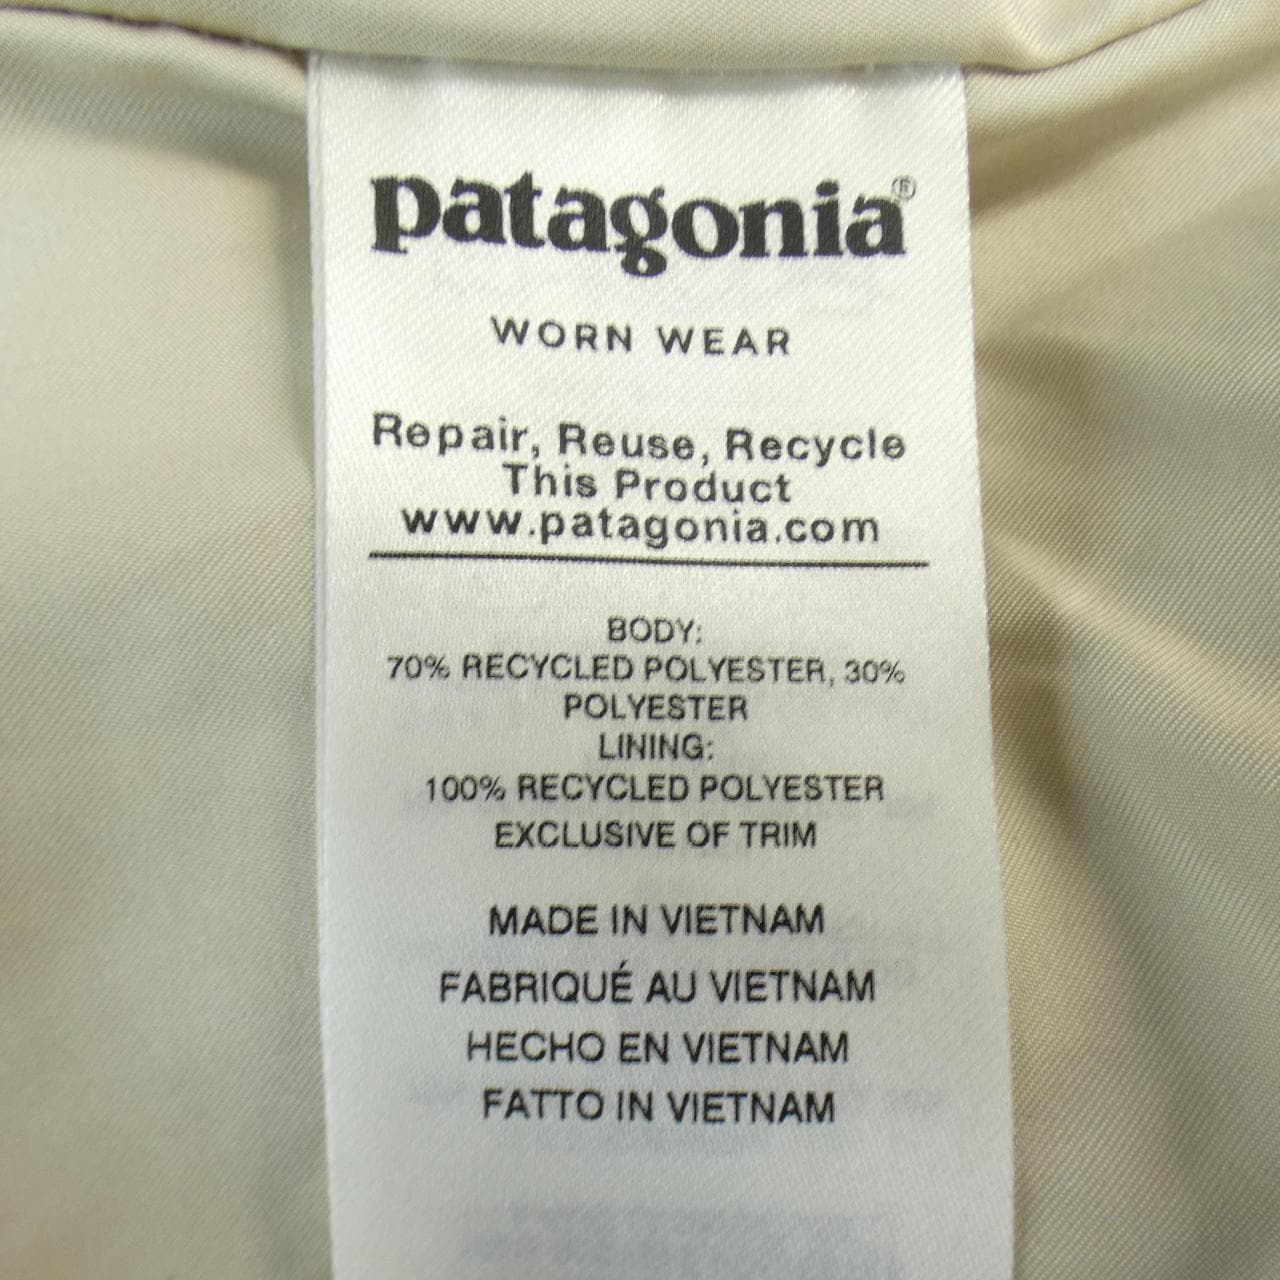 patagonia®
WORN WEAR
Repair, Reuse, Recycle
This Product
www.patagonia.com
BODY:
70% RECYCLED POLYESTER, 30%
POLYESTER
LINING:
100% RECYCLED POLYESTER
EXCLUSIVE OF TRIM
MADE IN VIETNAM
FABRIQUÉ AU VIETNAM
HECHO EN VIETNAM
FATTO IN VIETNAM